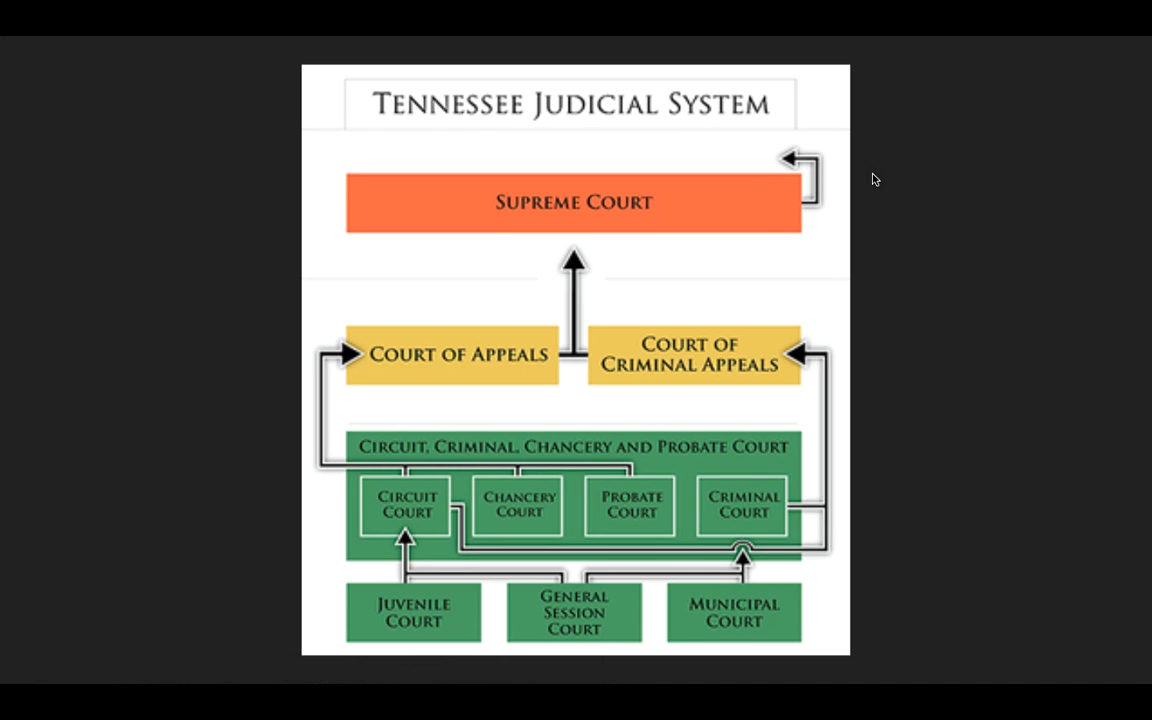 TENNESSEE JUDICIAL SYSTEM
SUPREME COURT
COURT OF APPEALS
COURT OF
CRIMINAL APPEALS
CIRCUIT, CRIMINAL, CHANCERY AND PROBATE COURT
CIRCUIT
COURT
CHANCERY
COURT
PROBATE
COURT
CRIMINAL
COURT
JUVENILE
COURT
GENERAL
SESSION
COURT
MUNICIPAL
COURT